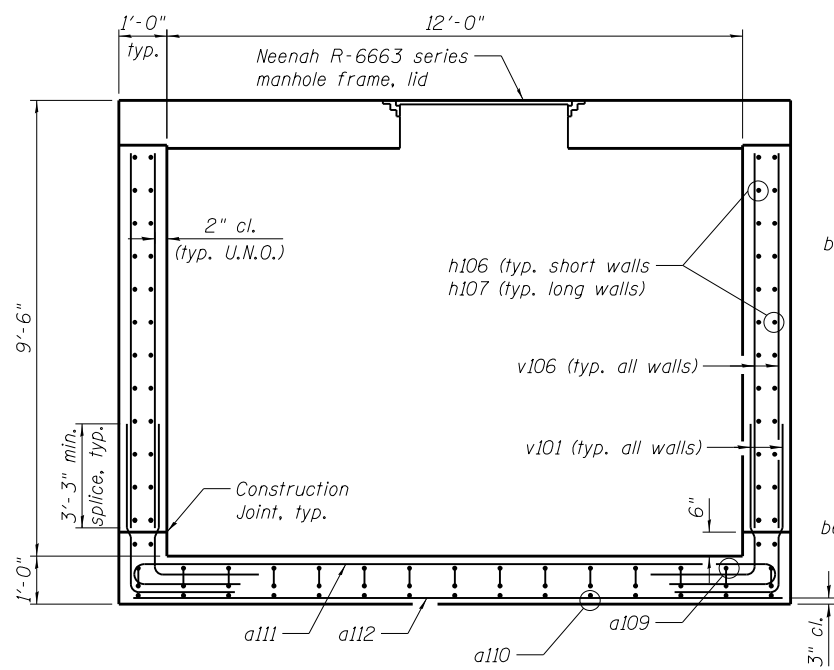 1'-0"
typ.
12'-0"
Neenah R-6663 series
manhole frame, lid
2" cl.
(typ. U.N.O.)
h106 (typ. short walls
h107 (typ. long walls)
b
9'-6"
v106 (typ. all walls)
v101 (typ. all walls)
3'-3" min.
splice, typ.
Construction
Joint, typ.
6"
1'-0"
a111
a112
a110
a109
3" cl.